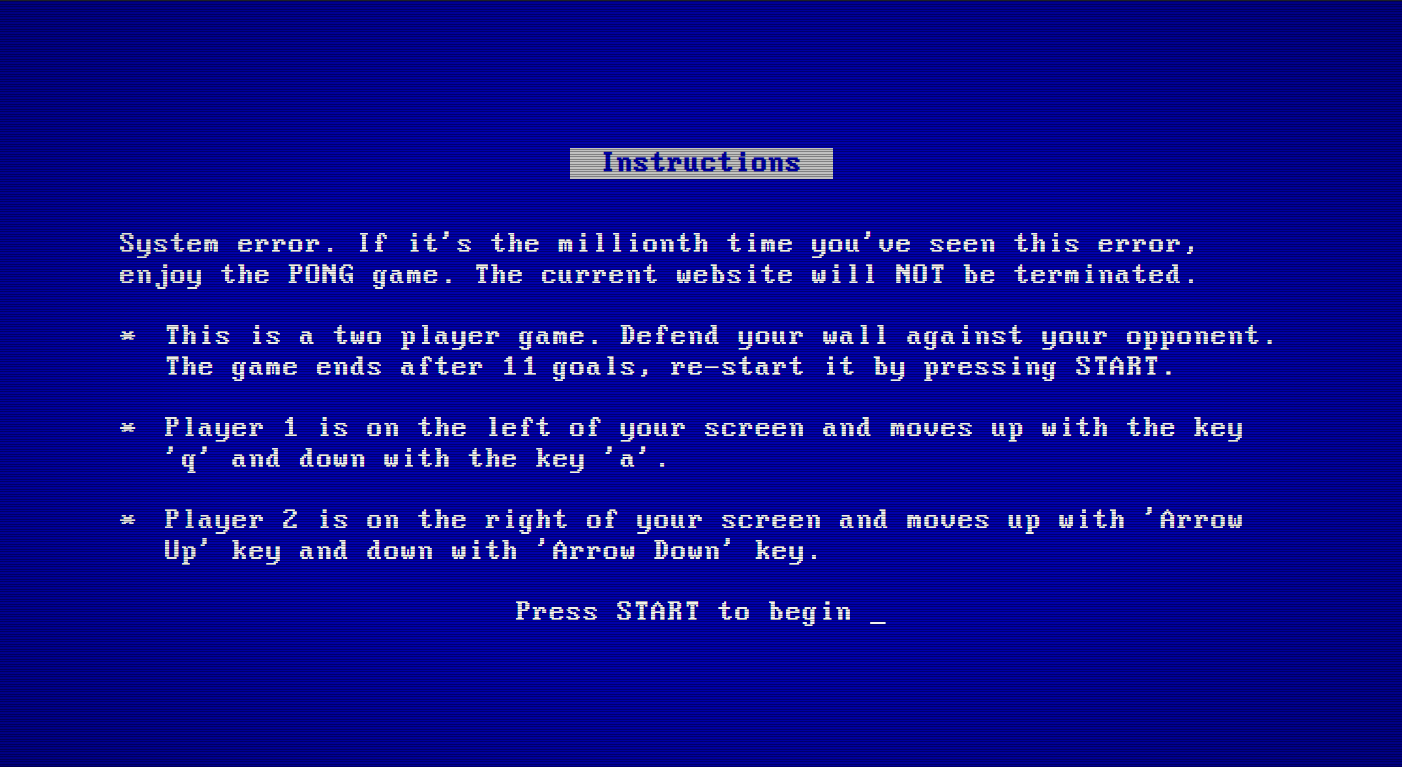 Instructions
System error. If it's the millionth time you've seen this error,
enjoy the PONG game. The current website will NOT be terminated.
* This is a two player game. Defend your wall against your opponent.
The game ends after 11 goals, re-start it by pressing START.
* Player 1 is on the left of your screen and moves up with the key
'q' and down with the key 'a'.
* Player 2 is on the right of your screen and moves up with 'Arrow
Up' key and down with 'Arrow Down' key.
Press START to begin _